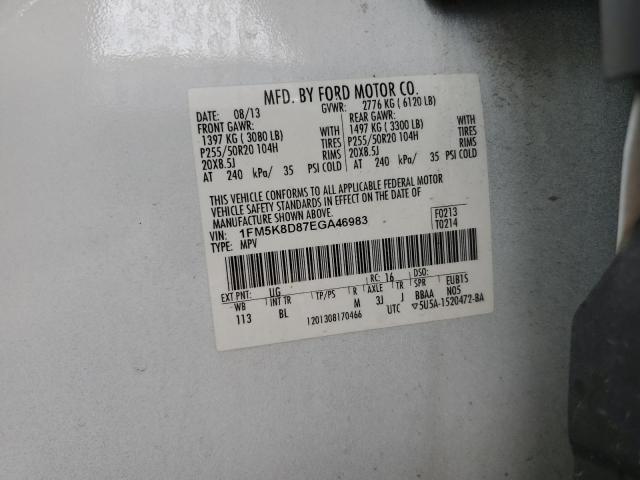 MFD. BY FORD MOTOR CO.
DATE: 08/13 GVWR: 2776 KG ( 6120 LB)
FRONT GAWR: REAR GAWR:
1397 KG ( 3080 LB) WITH 1497 KG ( 3300 LB) WITH
P255/50R20 104H TIRES P255/50R20 104H TIRES
20X8.5J RIMS 20X8.5J RIMS
AT 240 kPa/ 35 PSI COLD AT 240 kPa/ 35 PSI COLD
THIS VEHICLE CONFORMS TO ALL APPLICABLE FEDERAL MOTOR
VEHICLE SAFETY STANDARDS IN EFFECT ON THE DATE OF
MANUFACTURE SHOWN ABOVE.
VIN: 1FM5K8D87EGA46983 F0213
TYPE: MPV T0214
EXT PNT: UG RC: 16 DSO:
WB INT TR TP/PS R AXLE TR SPR EUBTS
113 BL M 3J J BBAA N05
1201308170466 UTC ▽5U5A-1520472-BA